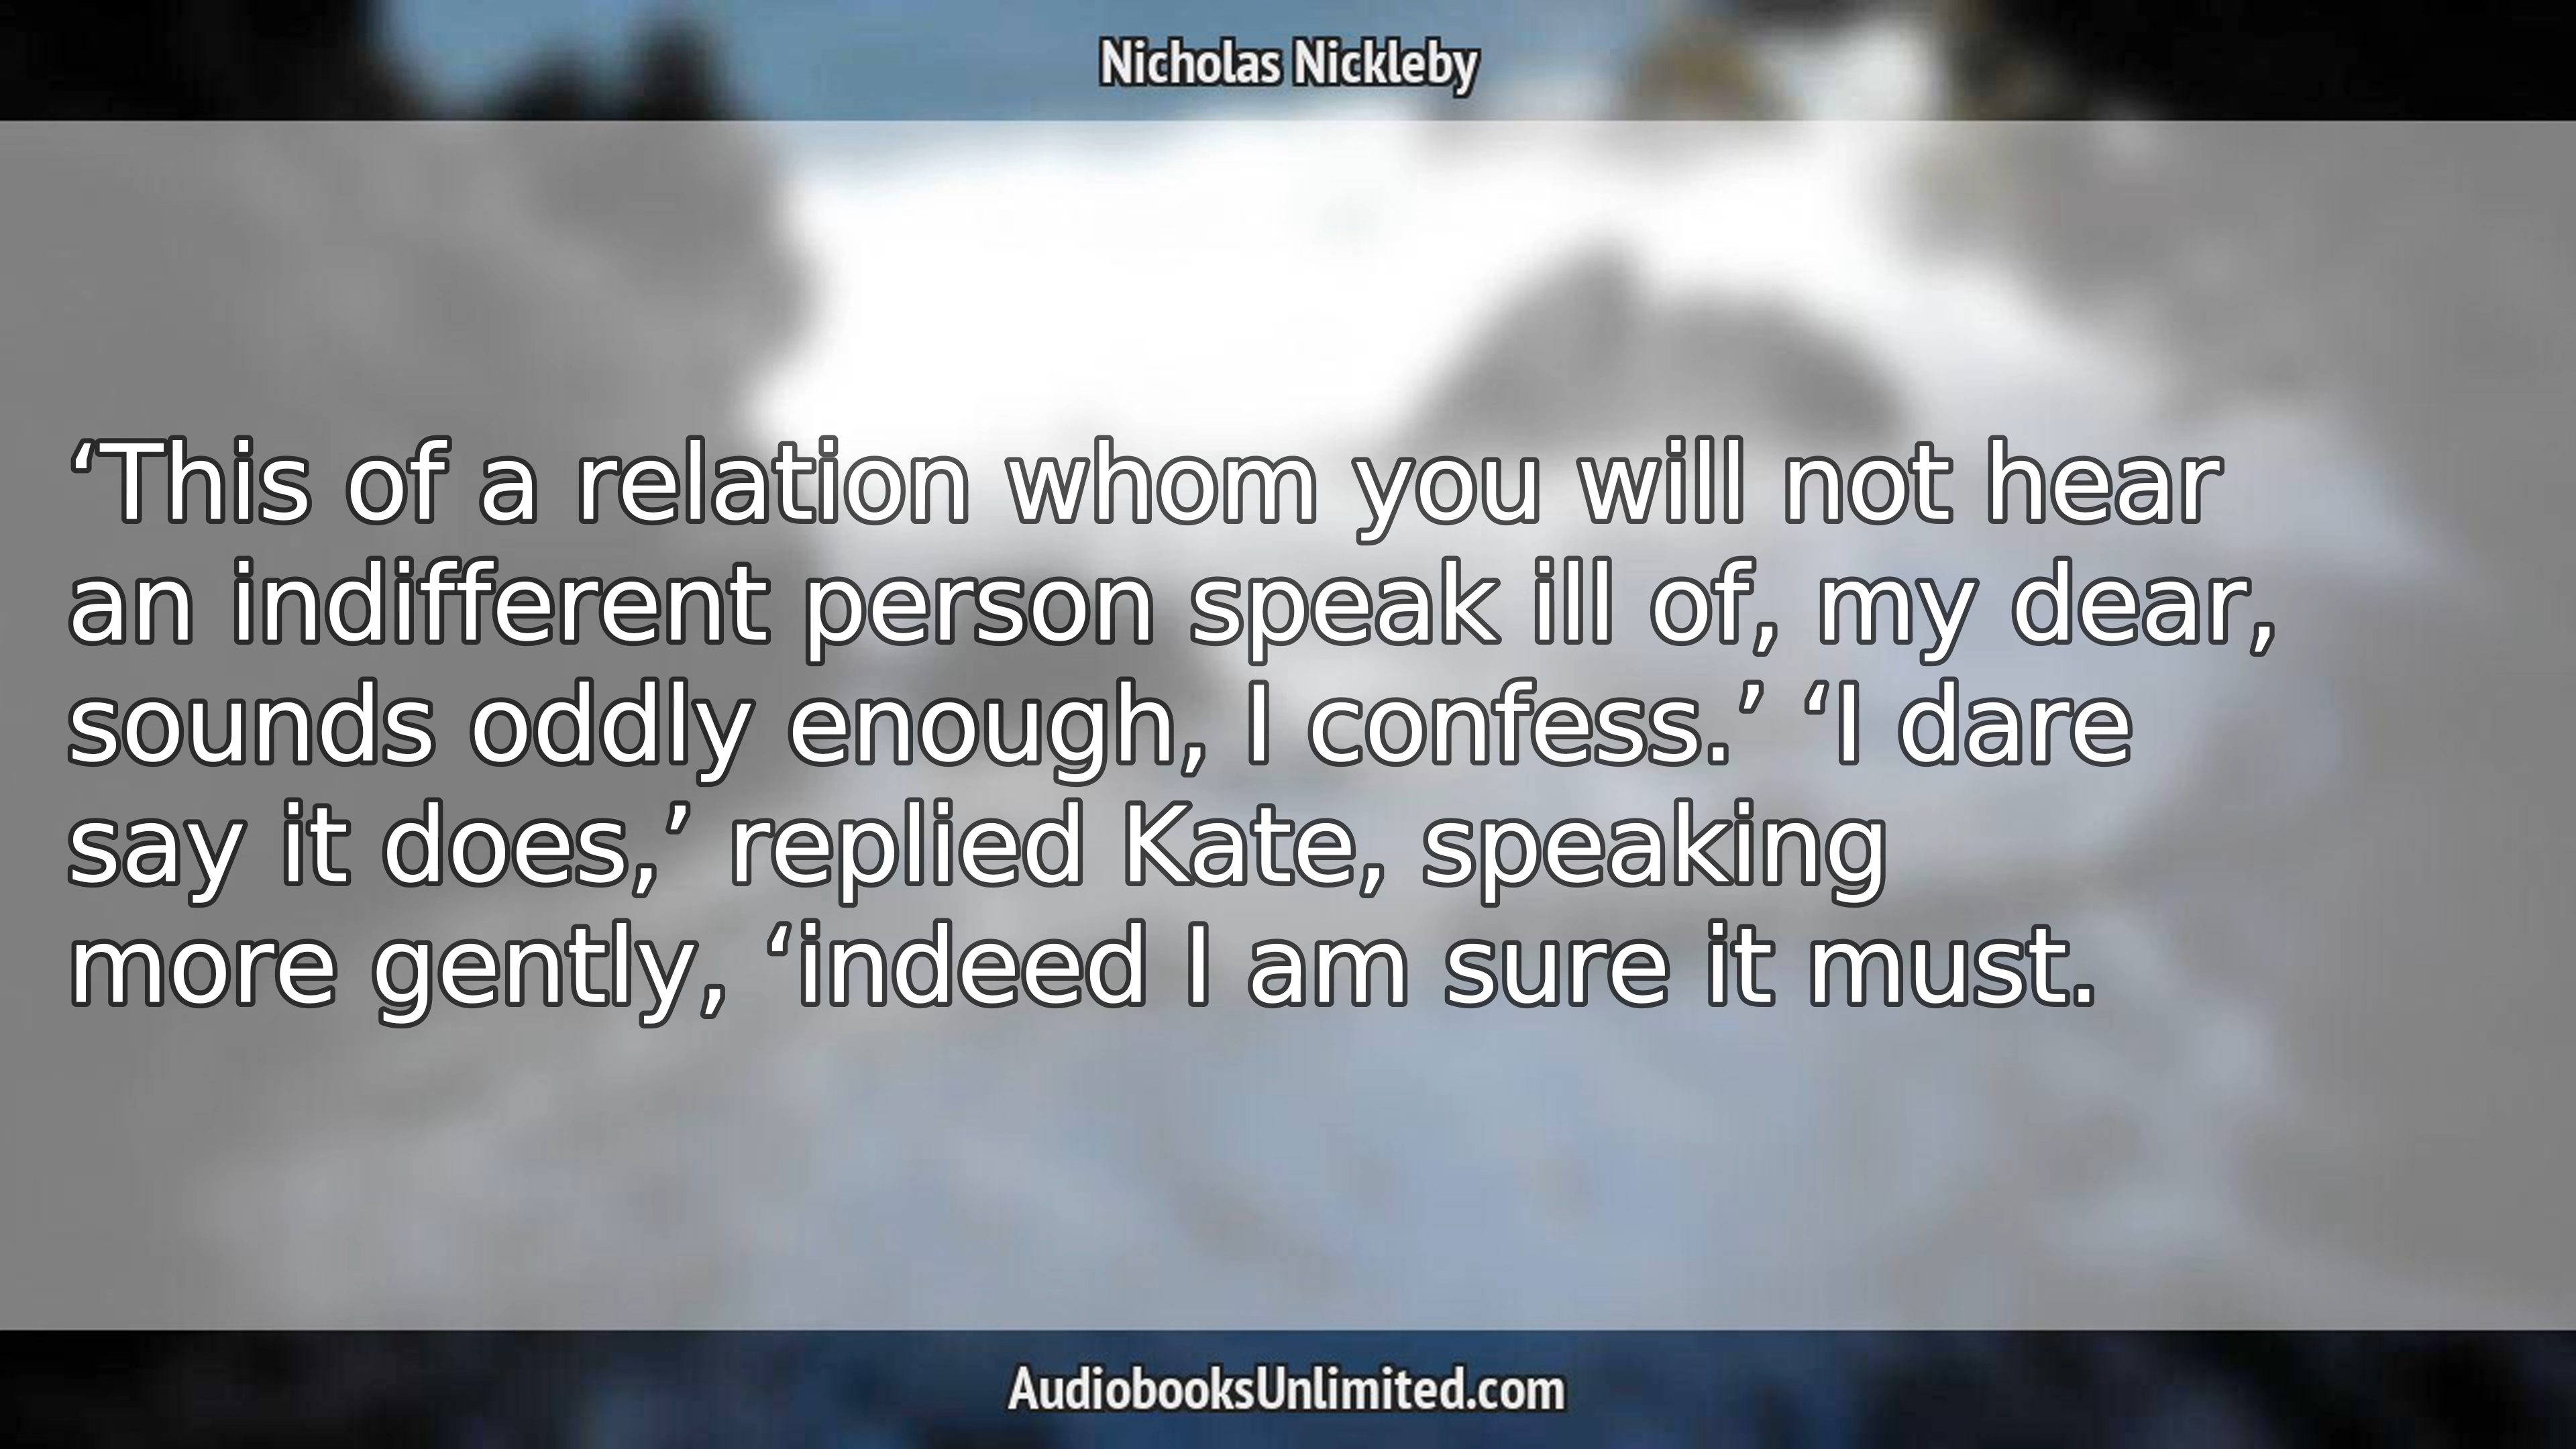 Nicholas Nickleby
‘This of a relation whom you will not hear
an indifferent person speak ill of, my dear,
sounds oddly enough, I confess.’ ‘I dare
say it does,’ replied Kate, speaking
more gently, ‘indeed I am sure it must.
AudiobooksUnlimited.com